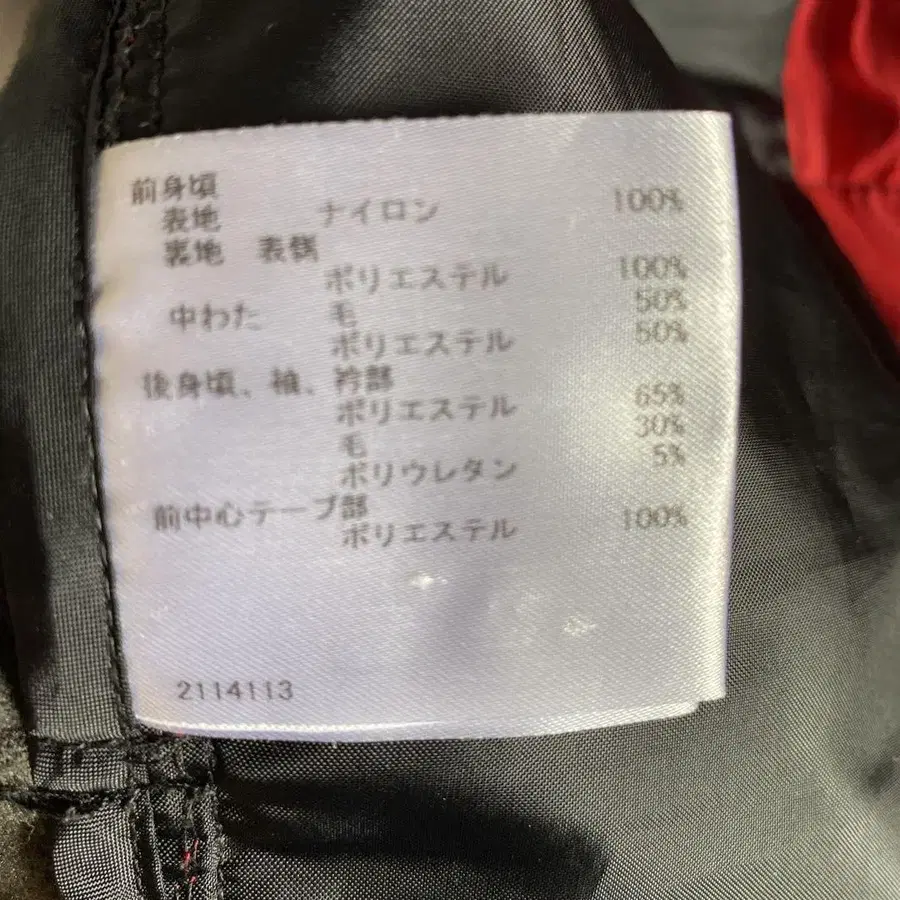 前身頃
表地 ナイロン 100%
裏地 表側
ポリエステル 100%
中わた 毛 50%
ポリエステル 50%
後身頃、袖、衿部
ポリエステル 65%
毛 30%
ポリウレタン 5%
前中心テープ部
ポリエステル 100%
2114113